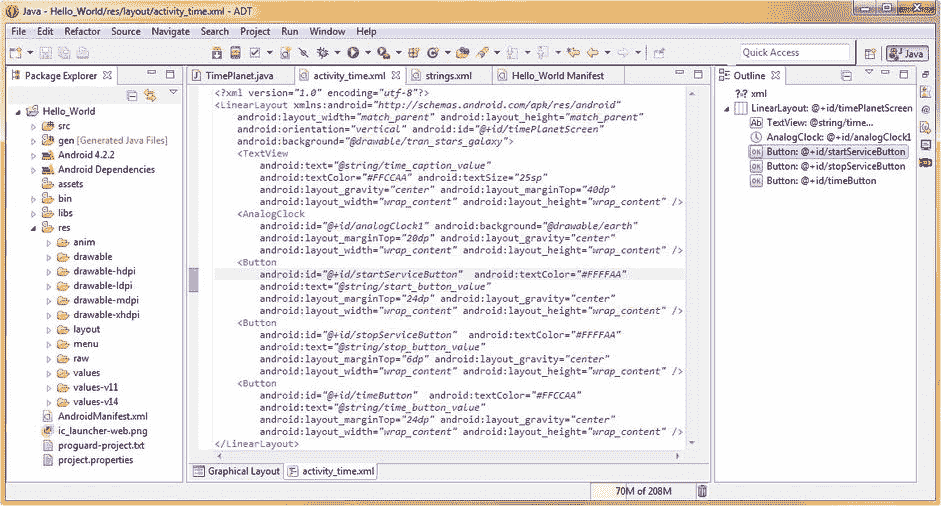 Java - Hello_World/res/layout/activity_time.xml - ADT
File Edit Refactor Source Navigate Search Project Run Window Help
Quick Access
Java
Package Explorer
Hello_World
src
gen [Generated Java Files]
Android 4.2.2
Android Dependencies
assets
bin
libs
res
anim
drawable
drawable-hdpi
drawable-ldpi
drawable-mdpi
drawable-xhdpi
layout
menu
raw
values
values-v11
values-v14
AndroidManifest.xml
ic_launcher-web.png
proguard-project.txt
project.properties
TimePlanet.java activity_time.xml strings.xml Hello_World Manifest
<?xml version="1.0" encoding="utf-8"?>
<LinearLayout xmlns:android="http://schemas.android.com/apk/res/android"
android:layout_width="match_parent" android:layout_height="match_parent"
android:orientation="vertical" android:id="@+id/timePlanetScreen"
android:background="@drawable/tran_stars_galaxy">
<TextView
android:text="@string/time_caption_value"
android:textColor="#FFCCAA" android:textSize="25sp"
android:layout_gravity="center" android:layout_marginTop="40dp"
android:layout_width="wrap_content" android:layout_height="wrap_content" />
<AnalogClock
android:id="@+id/analogClock1" android:background="@drawable/earth"
android:layout_marginTop="20dp" android:layout_gravity="center"
android:layout_width="wrap_content" android:layout_height="wrap_content" />
<Button
android:id="@+id/startServiceButton" android:textColor="#FFFFAA"
android:text="@string/start_button_value"
android:layout_marginTop="24dp" android:layout_gravity="center"
android:layout_width="wrap_content" android:layout_height="wrap_content" />
<Button
android:id="@+id/stopServiceButton" android:textColor="#FFFFAA"
android:text="@string/stop_button_value"
android:layout_marginTop="6dp" android:layout_gravity="center"
android:layout_width="wrap_content" android:layout_height="wrap_content" />
<Button
android:id="@+id/timeButton" android:textColor="#FFCCAA"
android:text="@string/time_button_value"
android:layout_marginTop="24dp" android:layout_gravity="center"
android:layout_width="wrap_content" android:layout_height="wrap_content" />
</LinearLayout>
Graphical Layout activity_time.xml
Outline
?-? xml
LinearLayout: @+id/timePlanetScreen
Ab TextView: @string/time...
AnalogClock: @+id/analogClock1
OK Button: @+id/startServiceButton
OK Button: @+id/stopServiceButton
OK Button: @+id/timeButton
70M of 208M